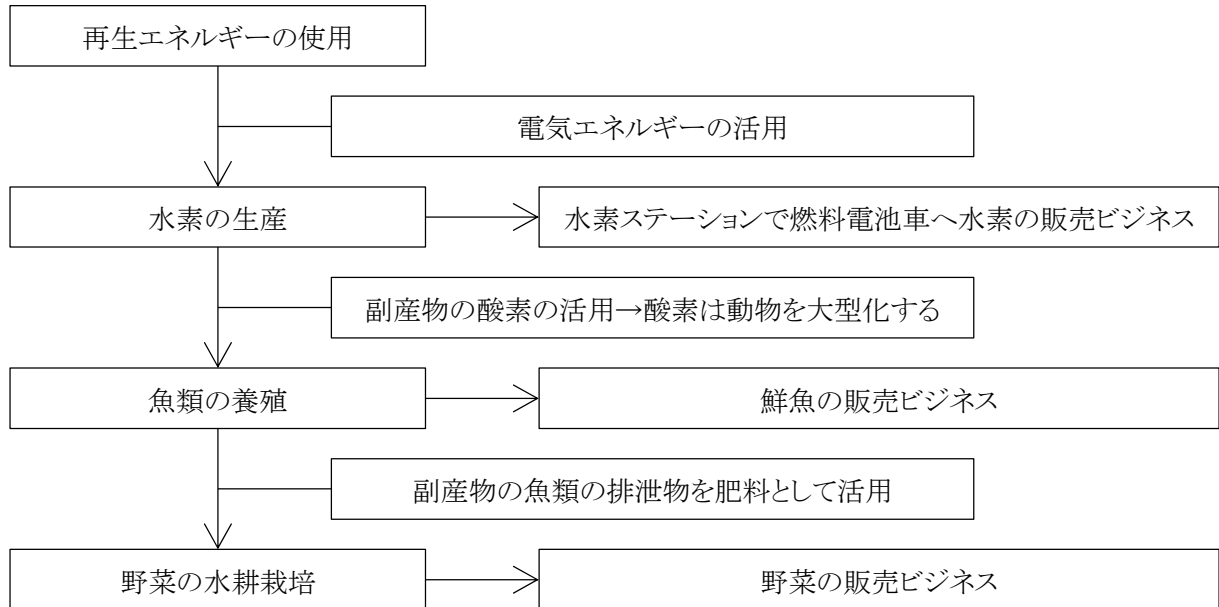 再生エネルギーの使用
電気エネルギーの活用
水素の生産
水素ステーションで燃料電池車へ水素の販売ビジネス
副産物の酸素の活用→酸素は動物を大型化する
魚類の養殖
鮮魚の販売ビジネス
副産物の魚類の排泄物を肥料として活用
野菜の水耕栽培
野菜の販売ビジネス